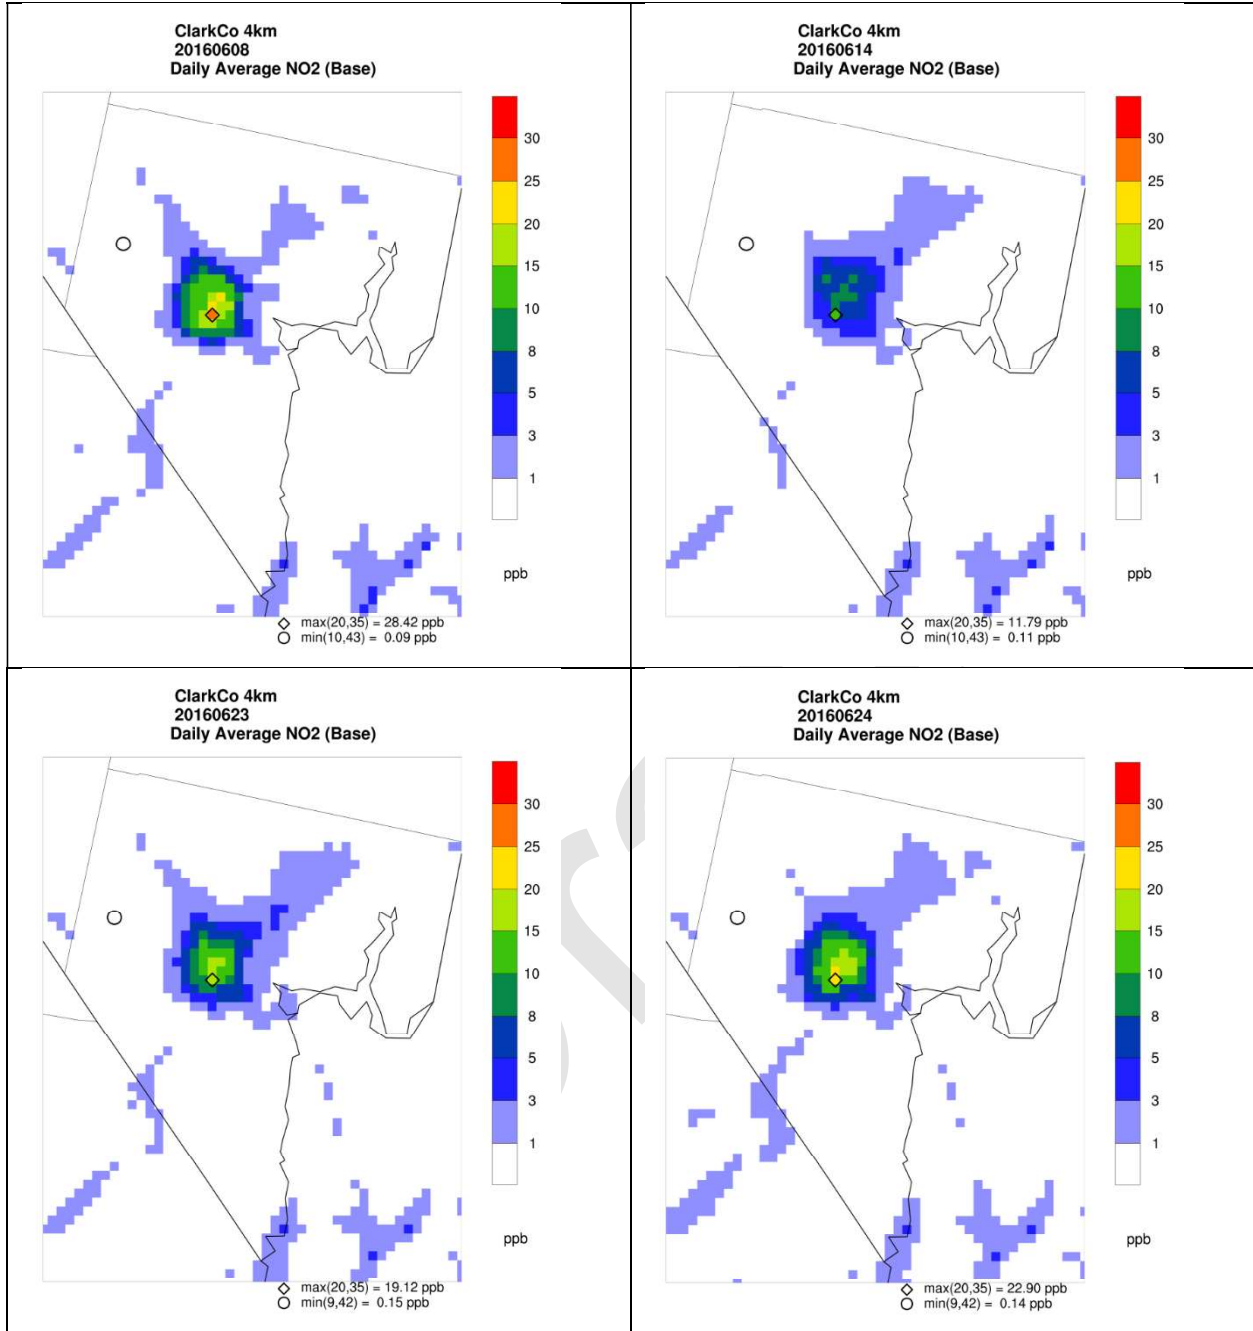 ClarkCo 4km
20160608
Daily Average NO2 (Base)
30
25
20
15
10
8
5
3
1
ppb
max(20,35) = 28.42 ppb
min(10,43) = 0.09 ppb
ClarkCo 4km
20160614
Daily Average NO2 (Base)
30
25
20
15
10
8
5
3
1
ppb
max(20,35) = 11.79 ppb
min(10,43) = 0.11 ppb
ClarkCo 4km
20160623
Daily Average NO2 (Base)
30
25
20
15
10
8
5
3
1
ppb
max(20,35) = 19.12 ppb
min(9,42) = 0.15 ppb
ClarkCo 4km
20160624
Daily Average NO2 (Base)
30
25
20
15
10
8
5
3
1
ppb
max(20,35) = 22.90 ppb
min(9,42) = 0.14 ppb